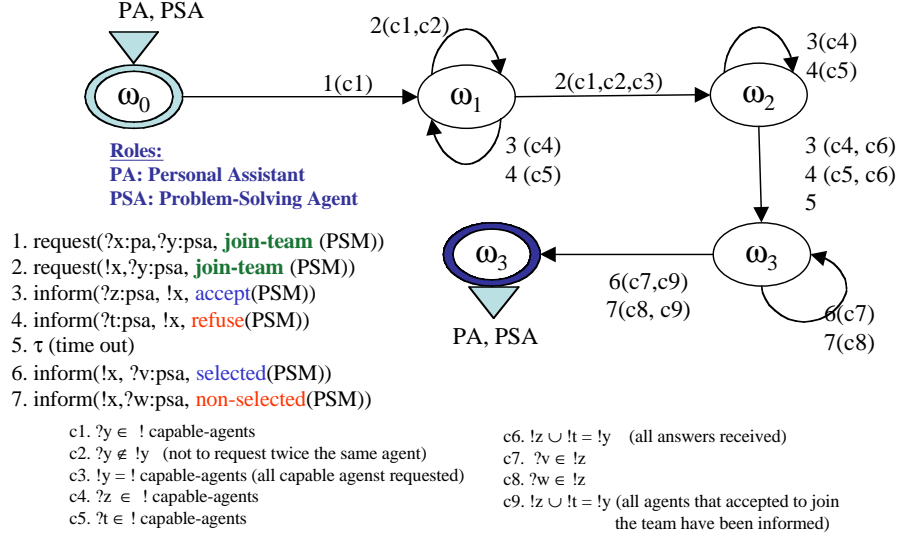 PA, PSA
ω0
1(c1)
2(c1,c2)
ω1
3 (c4)
4 (c5)
2(c1,c2,c3)
3(c4)
4(c5)
ω2
3 (c4, c6)
4 (c5, c6)
5
Roles:
PA: Personal Assistant
PSA: Problem-Solving Agent
ω3
6(c7)
7(c8)
6(c7,c9)
7(c8, c9)
ω3
PA, PSA
1. request(?x:pa,?y:psa, join-team (PSM))
2. request(!x,?y:psa, join-team (PSM))
3. inform(?z:psa, !x, accept(PSM))
4. inform(?t:psa, !x, refuse(PSM))
5. τ (time out)
6. inform(!x, ?v:psa, selected(PSM))
7. inform(!x,?w:psa, non-selected(PSM))
c1. ?y ∈ ! capable-agents
c2. ?y ∉ !y (not to request twice the same agent)
c3. !y = ! capable-agents (all capable agenst requested)
c4. ?z ∈ ! capable-agents
c5. ?t ∈ ! capable-agents
c6. !z ∪ !t = !y (all answers received)
c7. ?v ∈ !z
c8. ?w ∈ !z
c9. !z ∪ !t = !y (all agents that accepted to join
the team have been informed)